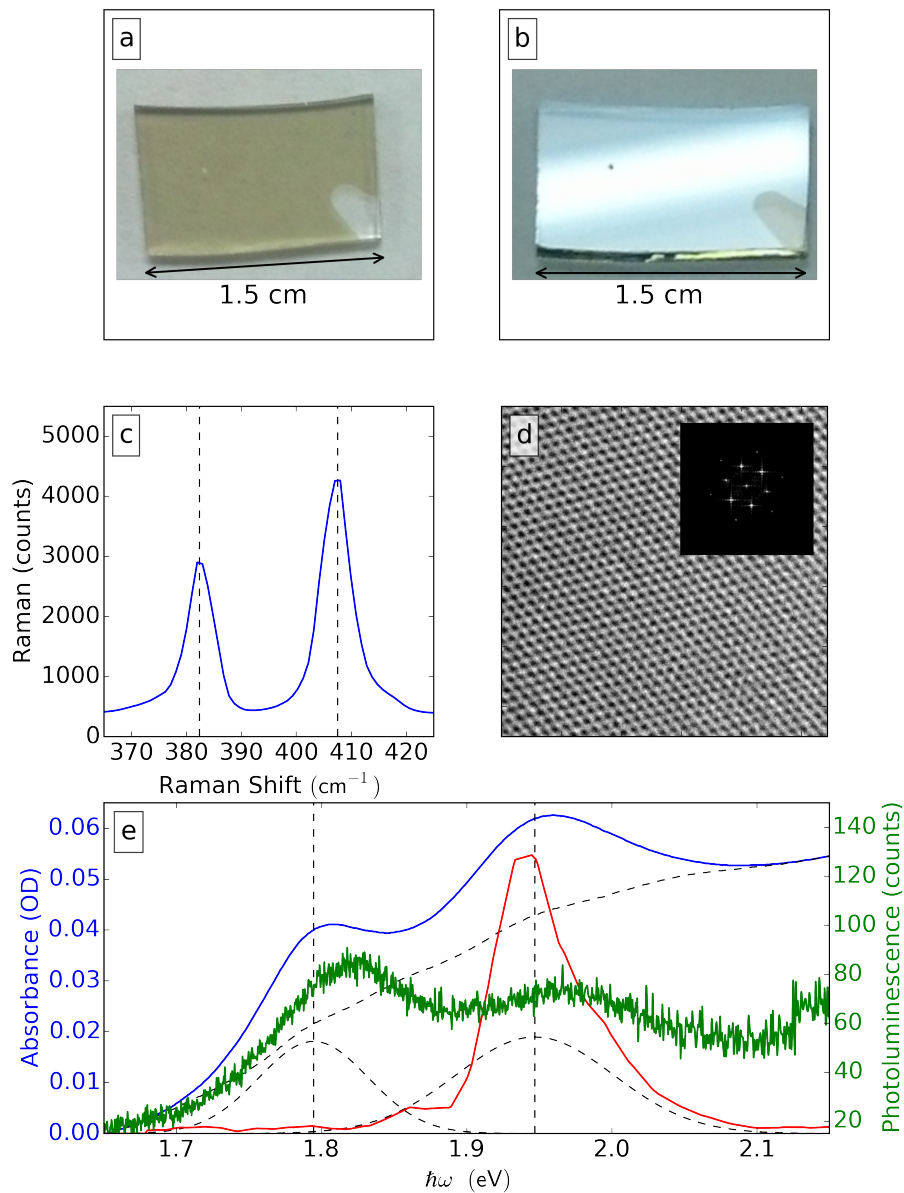 a
b
1.5 cm
1.5 cm
c
d
5000
4000
3000
2000
1000
0
Raman (counts)
370 380 390 400 410 420
Raman Shift (cm⁻¹)
e
0.06
0.05
0.04
0.03
0.02
0.01
0.00
Absorbance (OD)
140
120
100
80
60
40
20
Photoluminescence (counts)
1.7 1.8 1.9 2.0 2.1
ℏω (eV)